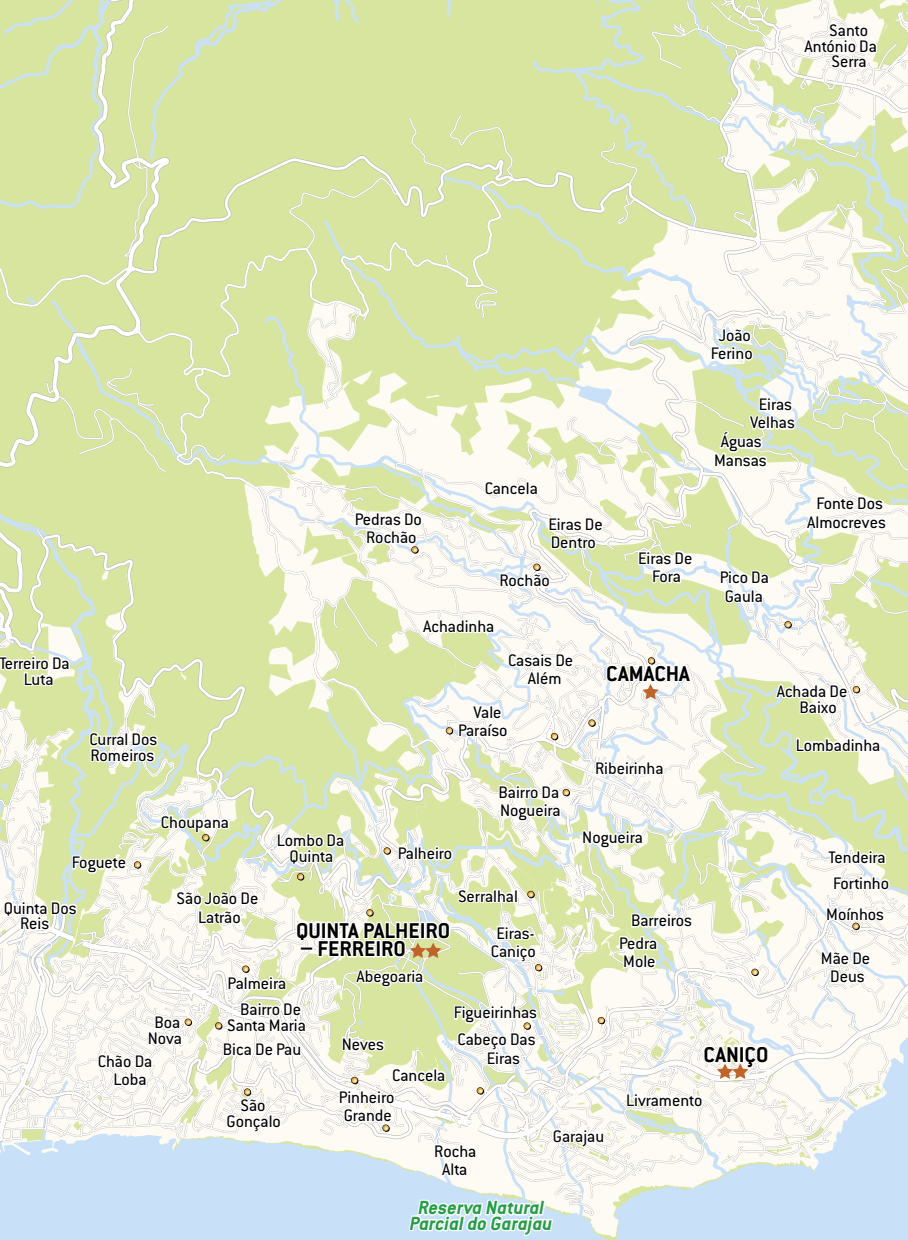 Santo
António Da
Serra
João
Ferino
Eiras
Velhas
Águas
Mansas
Cancela
Fonte Dos
Almocreves
Pedras Do
Rochão
Eiras De
Dentro
Eiras De
Fora
Rochão
Pico Da
Gaula
Achadinha
Terreiro Da
Luta
Casais De
Além
CAMACHA
Achada De
Baixo
Vale
Paraíso
Curral Dos
Romeiros
Lombadinha
Ribeirinha
Bairro Da
Nogueira
Choupana
Nogueira
Lombo Da
Quinta
Palheiro
Foguete
Tendeira
Fortinho
São João De
Latrão
Serralhal
Quinta Dos
Reis
Moínhos
Barreiros
QUINTA PALHEIRO
– FERREIRO
Eiras-
Caniço
Pedra
Mole
Mãe De
Deus
Palmeira
Abegoaria
Bairro De
Santa Maria
Figueirinhas
Boa
Nova
Cabeço Das
Eiras
Bica De Pau
Neves
CANIÇO
Chão Da
Loba
Cancela
São
Gonçalo
Pinheiro
Grande
Livramento
Garajau
Rocha
Alta
Reserva Natural
Parcial do Garajau